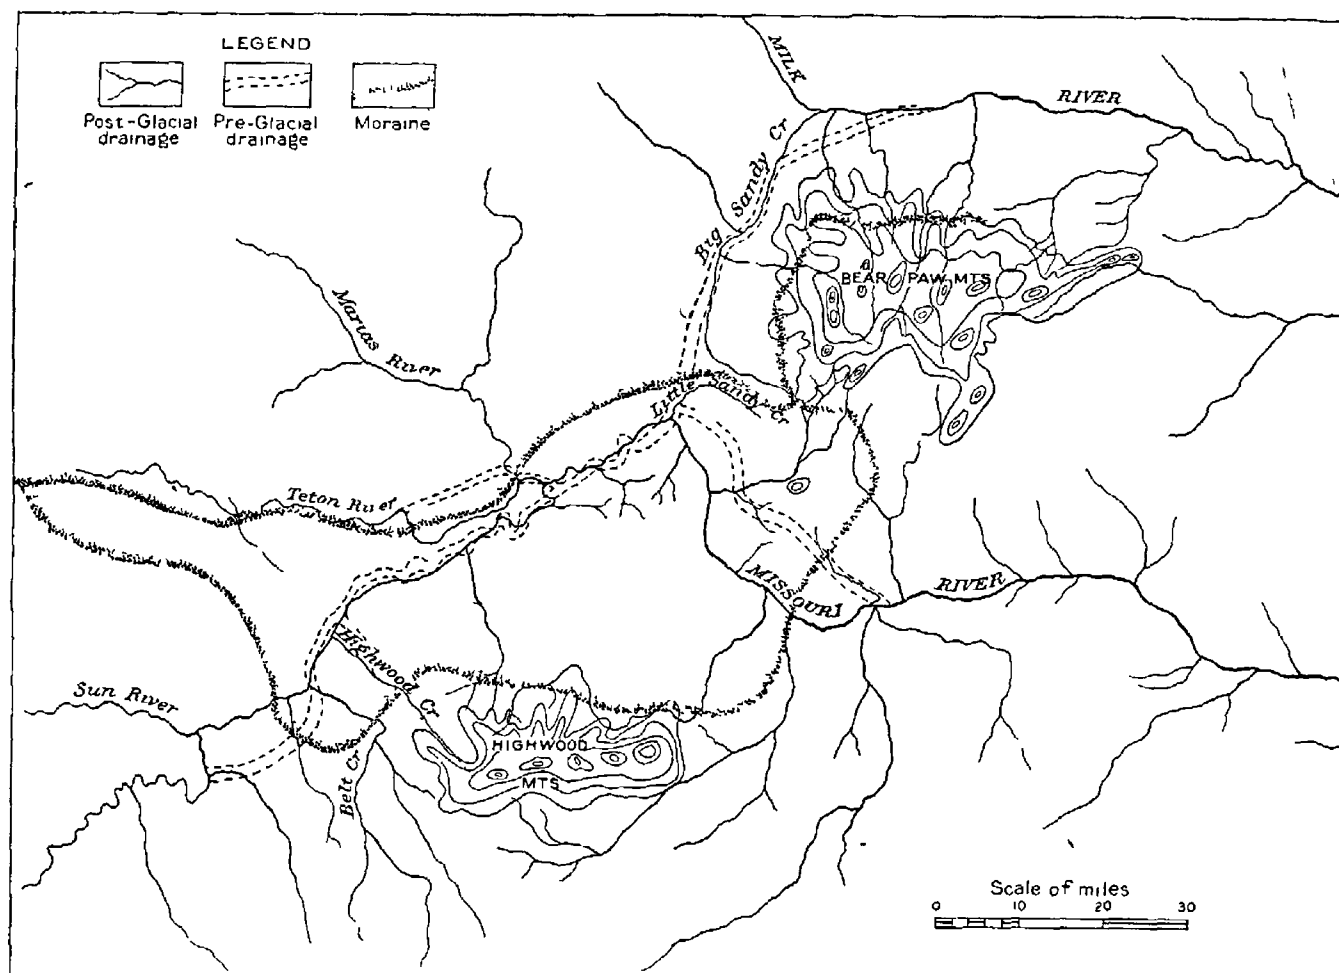 LEGEND
Post-Glacial drainage
Pre-Glacial drainage
Moraine
MILK
RIVER
Big Sandy Cr
BEAR PAW MTS
Marias River
Little Sandy Cr
Teton River
MISSOURI
RIVER
Highwood Cr
Sun River
HIGHWOOD
MTS
Belt Cr
Scale of miles
0 10 20 30